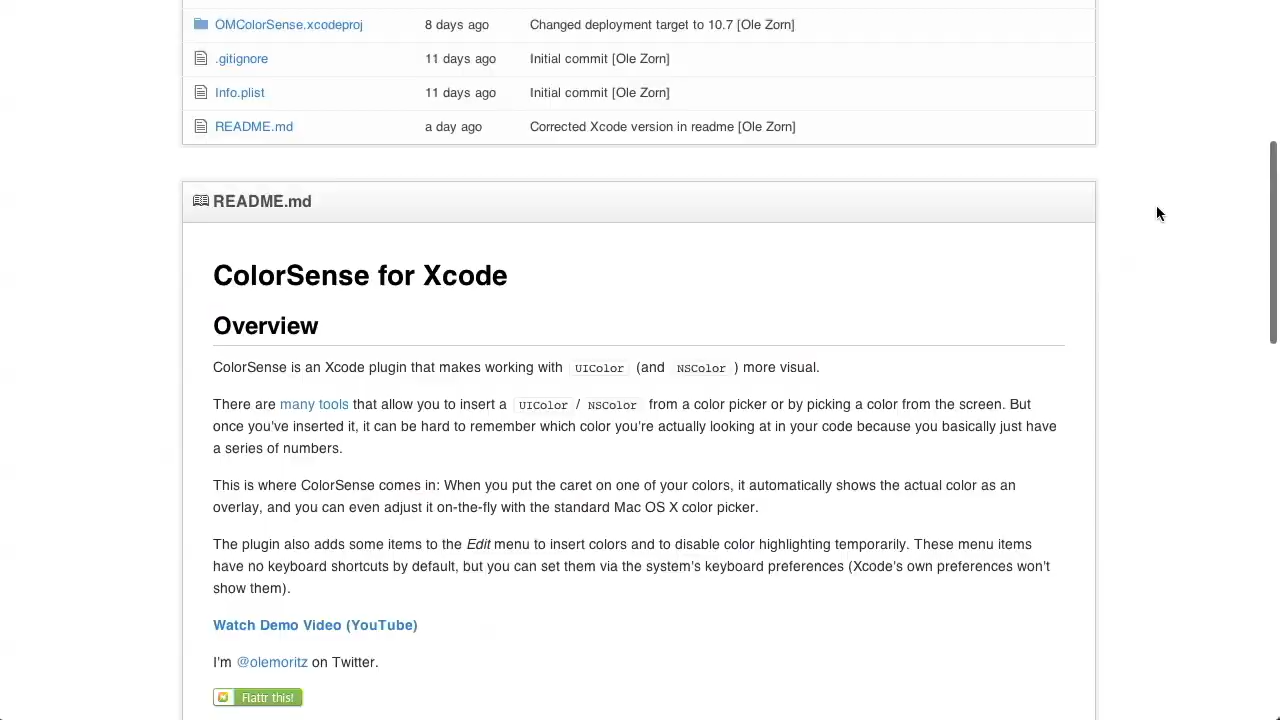 OMColorSense.xcodeproj 8 days ago Changed deployment target to 10.7 [Ole Zorn]
.gitignore 11 days ago Initial commit [Ole Zorn]
Info.plist 11 days ago Initial commit [Ole Zorn]
README.md a day ago Corrected Xcode version in readme [Ole Zorn]
README.md
ColorSense for Xcode
Overview
ColorSense is an Xcode plugin that makes working with UIColor (and NSColor ) more visual.
There are many tools that allow you to insert a UIColor / NSColor from a color picker or by picking a color from the screen. But
once you've inserted it, it can be hard to remember which color you're actually looking at in your code because you basically just have
a series of numbers.
This is where ColorSense comes in: When you put the caret on one of your colors, it automatically shows the actual color as an
overlay, and you can even adjust it on-the-fly with the standard Mac OS X color picker.
The plugin also adds some items to the Edit menu to insert colors and to disable color highlighting temporarily. These menu items
have no keyboard shortcuts by default, but you can set them via the system's keyboard preferences (Xcode's own preferences won't
show them).
Watch Demo Video (YouTube)
I'm @olemoritz on Twitter.
Flattr this!